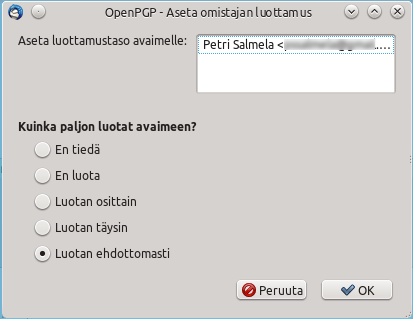 OpenPGP - Aseta omistajan luottamus
Aseta luottamustaso avaimelle:
Petri Salmela <
Kuinka paljon luotat avaimeen?
En tiedä
En luota
Luotan osittain
Luotan täysin
Luotan ehdottomasti
Peruuta
OK